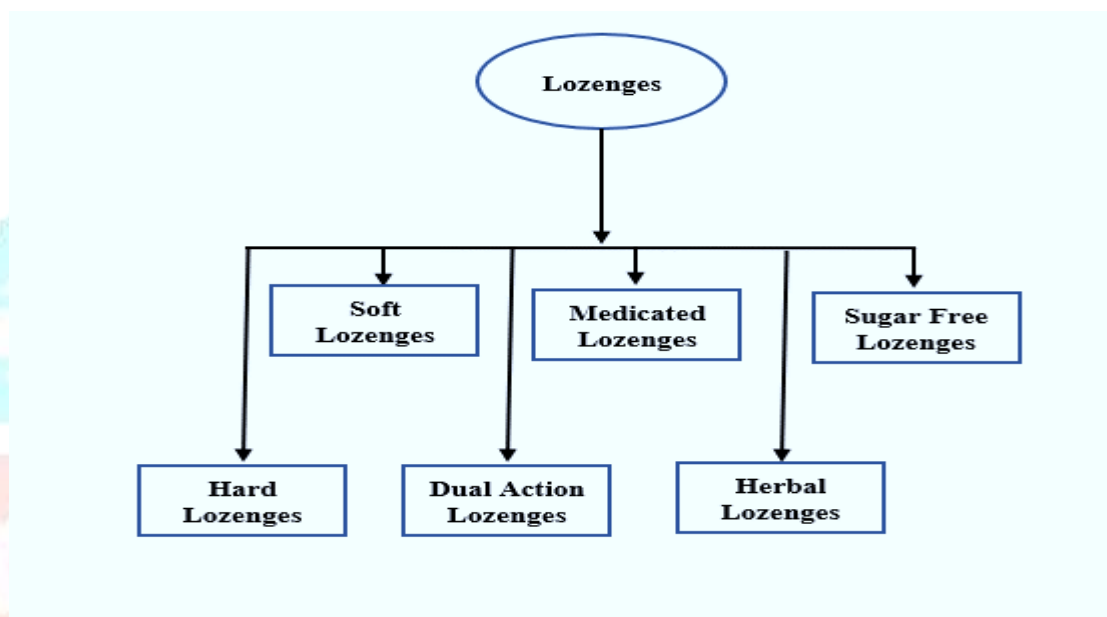 Lozenges
Soft
Lozenges
Medicated
Lozenges
Sugar Free
Lozenges
Hard
Lozenges
Dual Action
Lozenges
Herbal
Lozenges